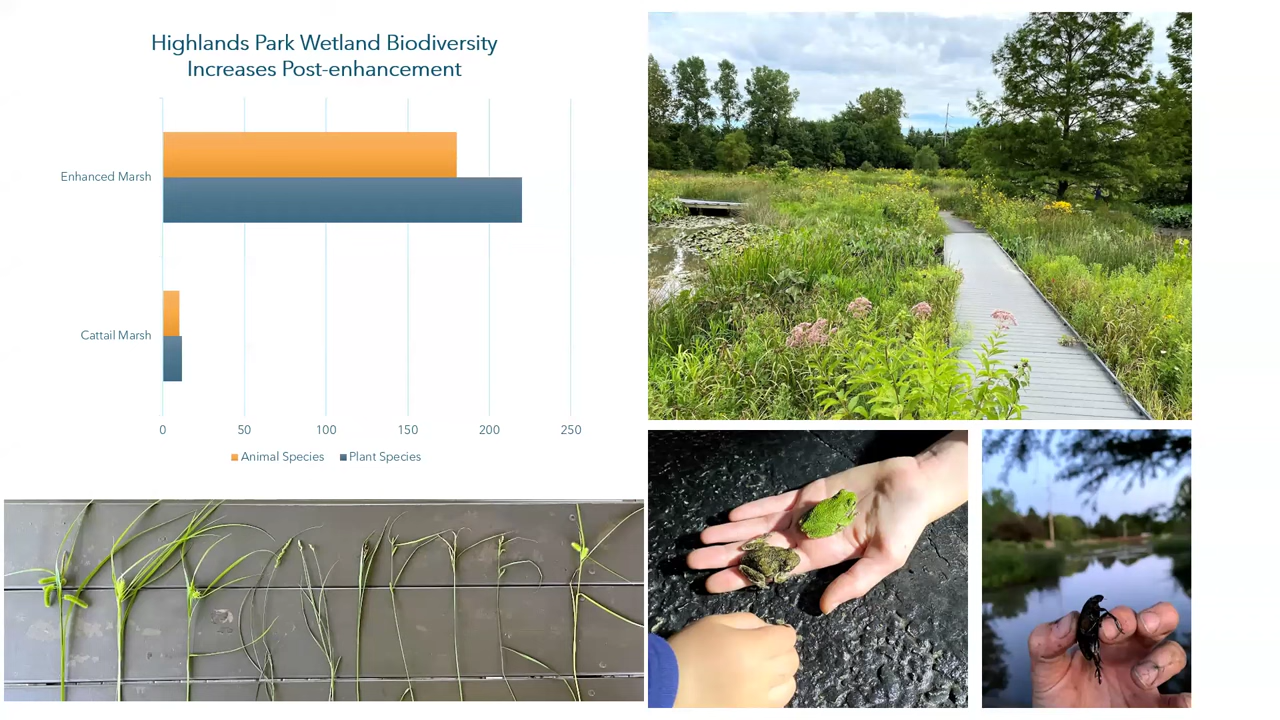 Highlands Park Wetland Biodiversity
Increases Post-enhancement
Enhanced Marsh
Cattail Marsh
0 50 100 150 200 250
Animal Species Plant Species